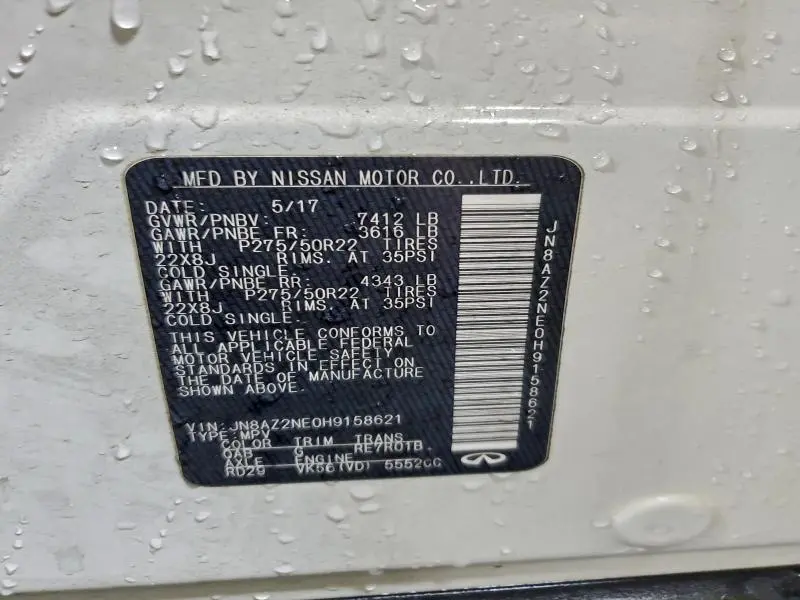 MFD BY NISSAN MOTOR CO.,LTD.
DATE: 5/17
GVWR/PNBV: 7412 LB
GAWR/PNBE FR: 3616 LB
WITH P275/50R22 TIRES
22X8J RIMS. AT 35PSI
COLD SINGLE.
GAWR/PNBE RR: 4343 LB
WITH P275/50R22 TIRES
22X8J RIMS. AT 35PSI
COLD SINGLE.
THIS VEHICLE CONFORMS TO
ALL APPLICABLE FEDERAL
MOTOR VEHICLE SAFETY
STANDARDS IN EFFECT ON
THE DATE OF MANUFACTURE
SHOWN ABOVE.
VIN:JN8AZ2NE0H9158621
TYPE:MPV
COLOR TRIM TRANS
QAB G RE7R01B.
AXLE ENGINE
RD29 VK56(VD) 5552CC
JN8AZ2NE0H9158621